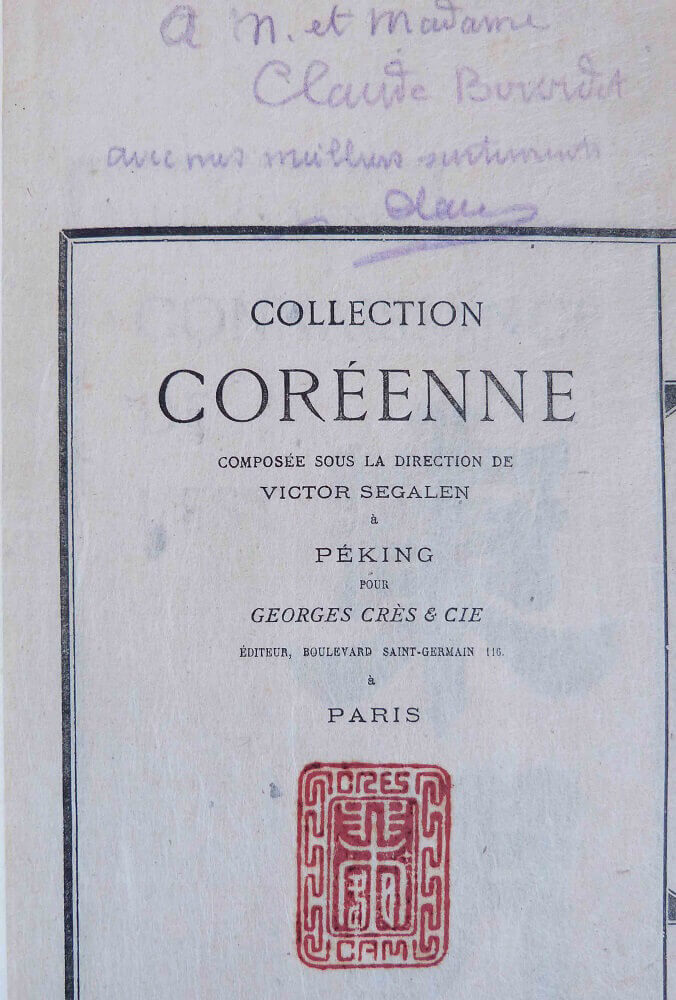 A M. et Madame
Claude Bourdet
avec mes meilleurs sentiments
COLLECTION
CORÉENNE
COMPOSÉE SOUS LA DIRECTION DE
VICTOR SEGALEN
à
PÉKING
POUR
GEORGES CRÈS & CIE
ÉDITEUR, BOULEVARD SAINT-GERMAIN 116.
à
PARIS
CRES
CAM